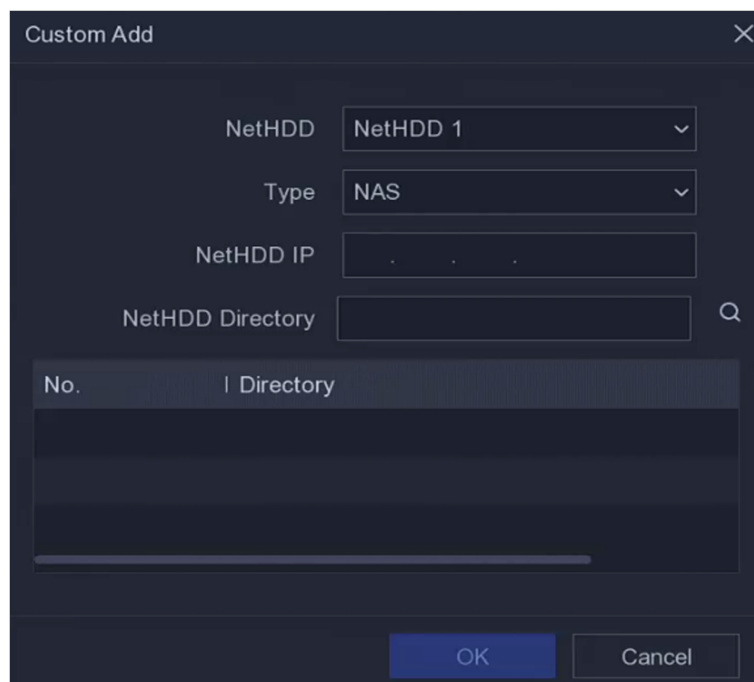 Custom Add
NetHDD NetHDD 1
Type NAS
NetHDD IP . . .
NetHDD Directory
No. Directory
OK Cancel